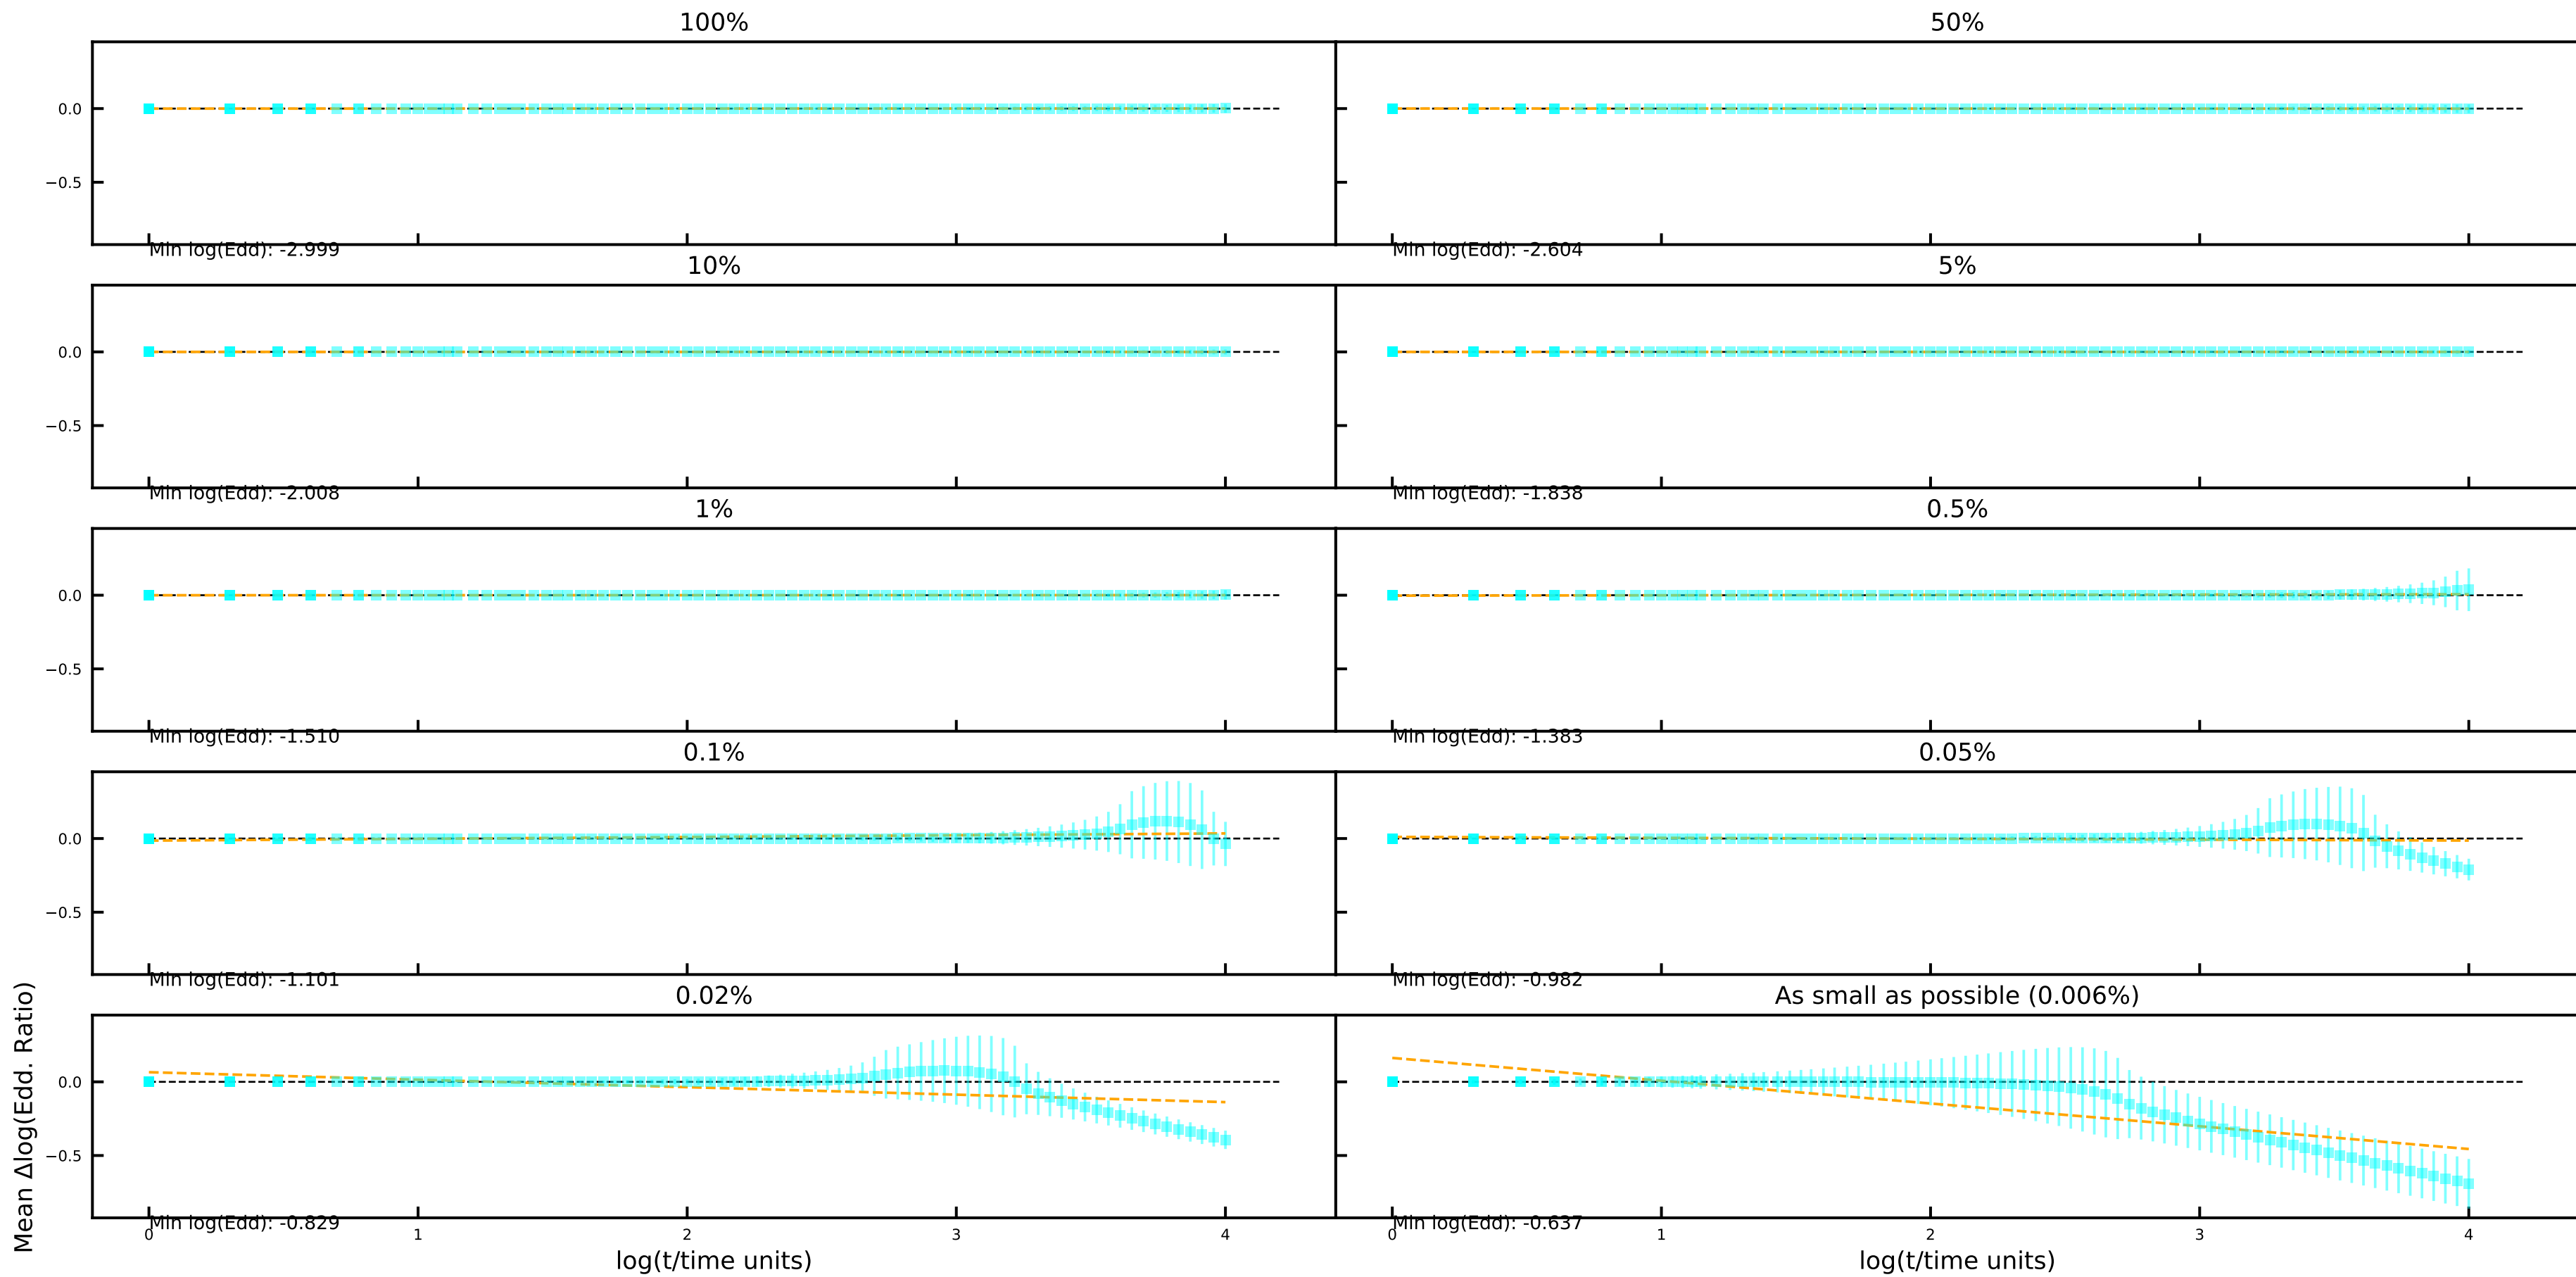 100%
50%
0.0
−0.5
Min log(Edd): -2.999
Min log(Edd): -2.604
10%
5%
0.0
−0.5
Min log(Edd): -2.008
Min log(Edd): -1.838
1%
0.5%
0.0
−0.5
Min log(Edd): -1.510
Min log(Edd): -1.383
0.1%
0.05%
0.0
−0.5
Min log(Edd): -1.101
Min log(Edd): -0.982
0.02%
As small as possible (0.006%)
0.0
−0.5
Min log(Edd): -0.829
Min log(Edd): -0.637
0 1 2 3 4
0 1 2 3 4
log(t/time units)
log(t/time units)
Mean Δlog(Edd. Ratio)